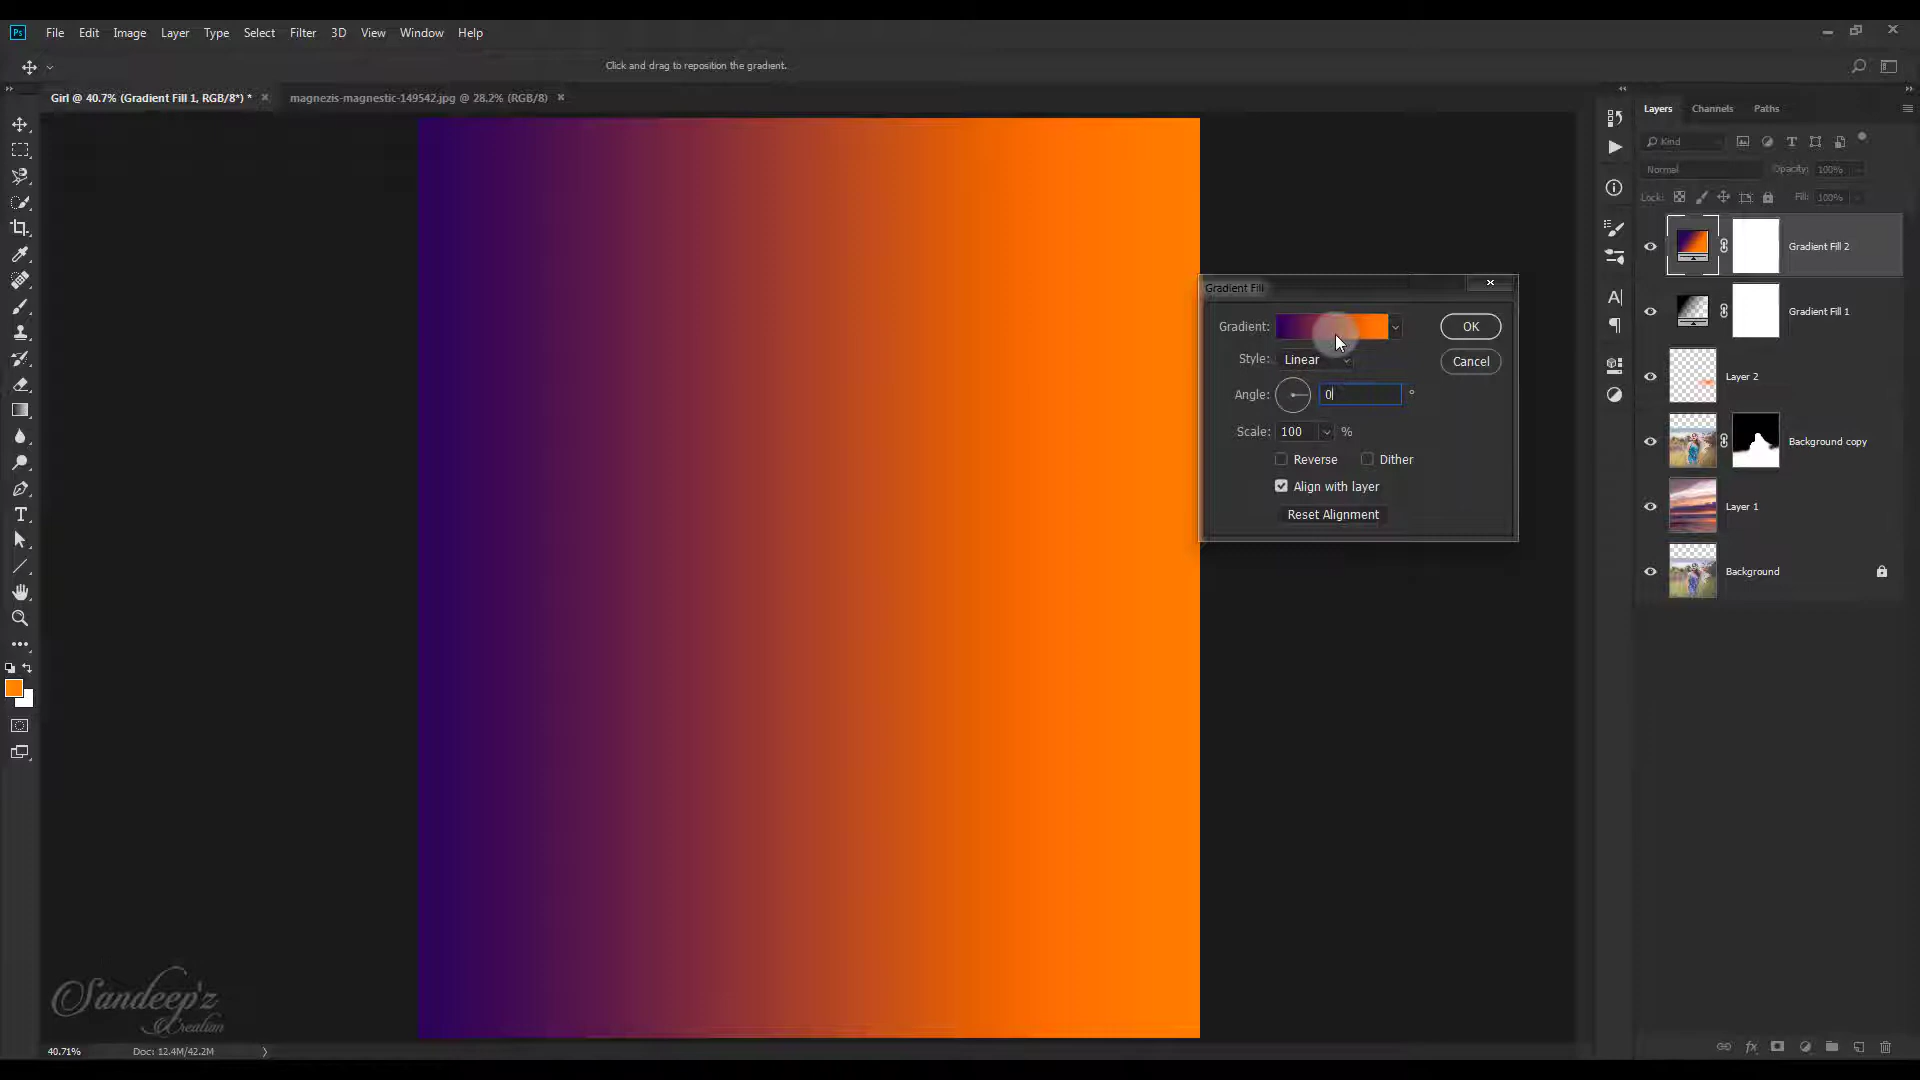 Ps File Edit Image Layer Type Select Filter 3D View Window Help
Click and drag to reposition the gradient.
Girl @ 40.7% (Gradient Fill 1, RGB/8*) * × magnezis-magnestic-149542.jpg @ 28.2% (RGB/8) ×
Layers Channels Paths
Kind
Normal Opacity: 100%
Lock: Fill: 100%
Gradient Fill 2
Gradient Fill 1
Layer 2
Background copy
Layer 1
Background
Gradient Fill
Gradient: OK
Style: Linear Cancel
Angle: 0 °
Scale: 100 %
Reverse Dither
Align with layer
Reset Alignment
Sandeep'z
Creation
40.71% Doc: 12.4M/42.2M